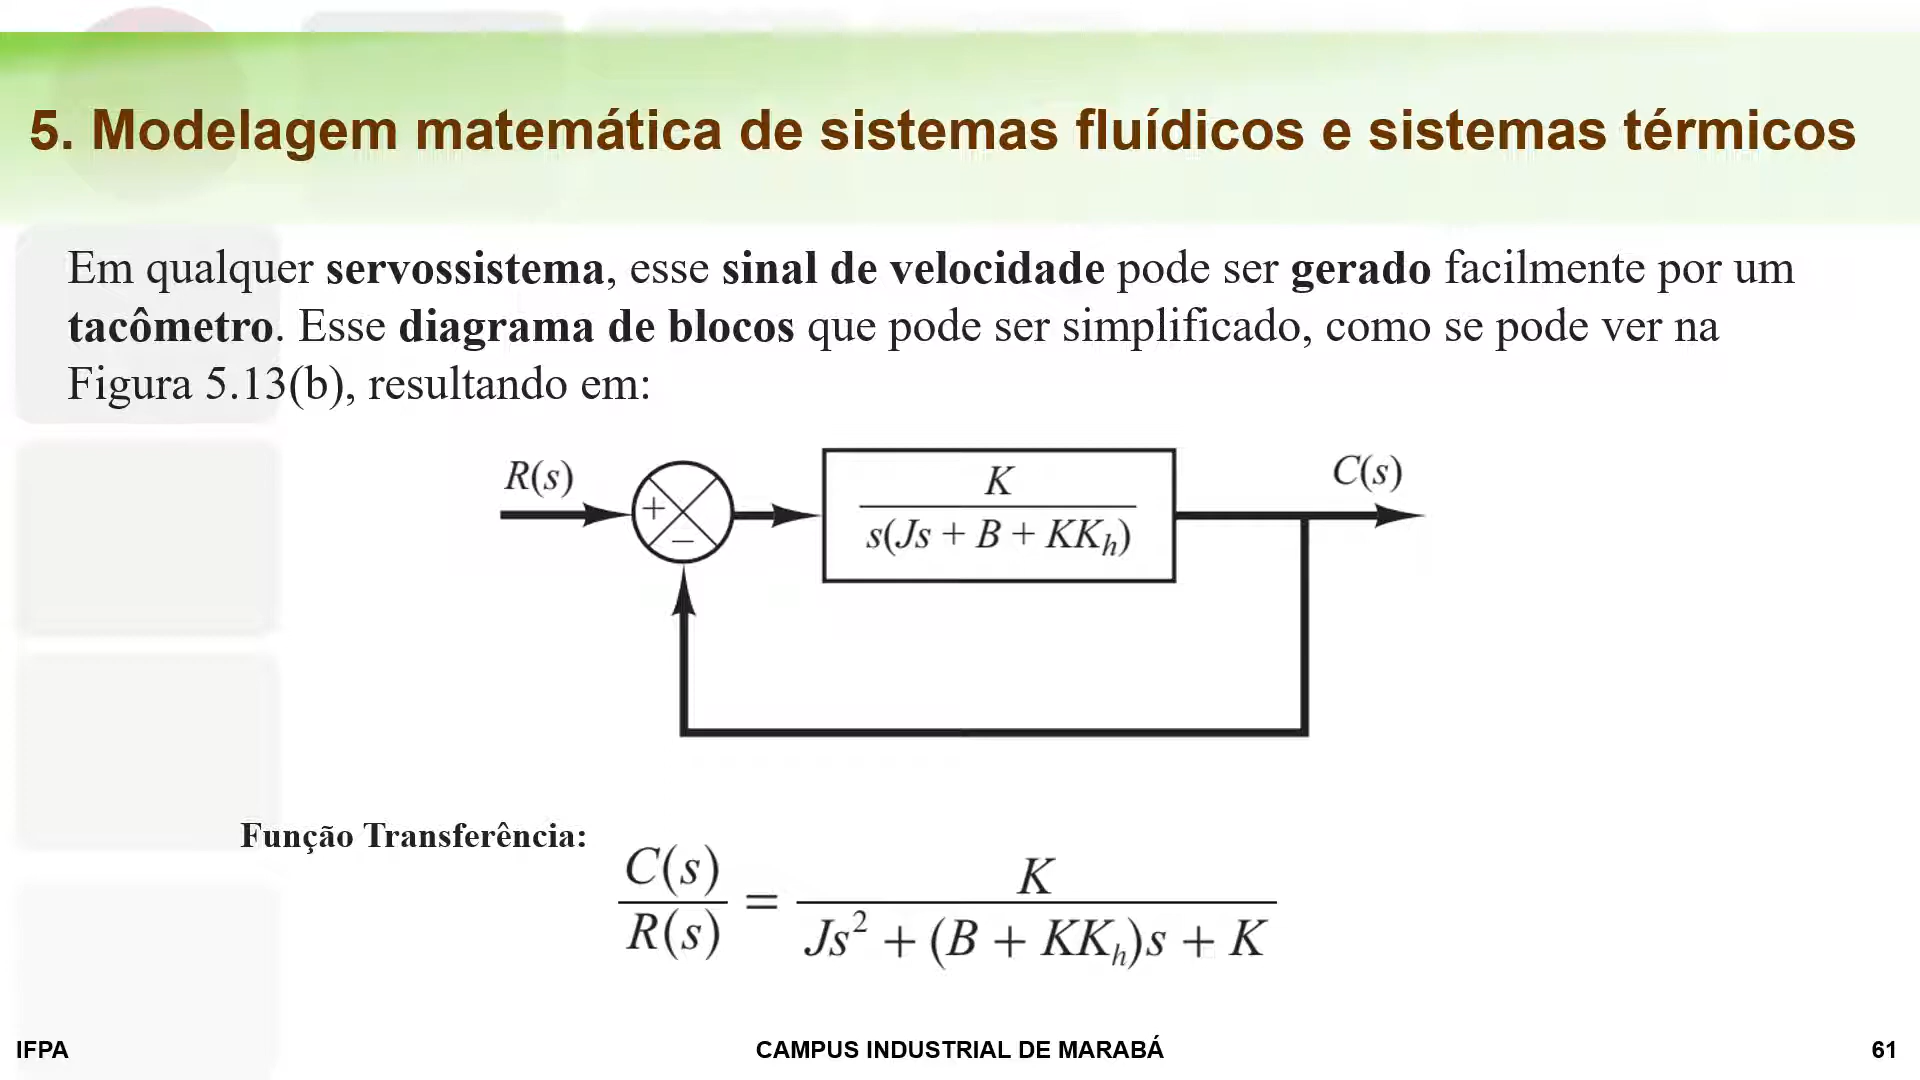 5. Modelagem matemática de sistemas fluídicos e sistemas térmicos
Em qualquer servossistema, esse sinal de velocidade pode ser gerado facilmente por um
tacômetro. Esse diagrama de blocos que pode ser simplificado, como se pode ver na
Figura 5.13(b), resultando em:
R(s)
+
−
K
s(Js + B + KK_h)
C(s)
Função Transferência:
C(s)/R(s) = K/(Js² + (B + KK_h)s + K)
IFPA
CAMPUS INDUSTRIAL DE MARABÁ
61